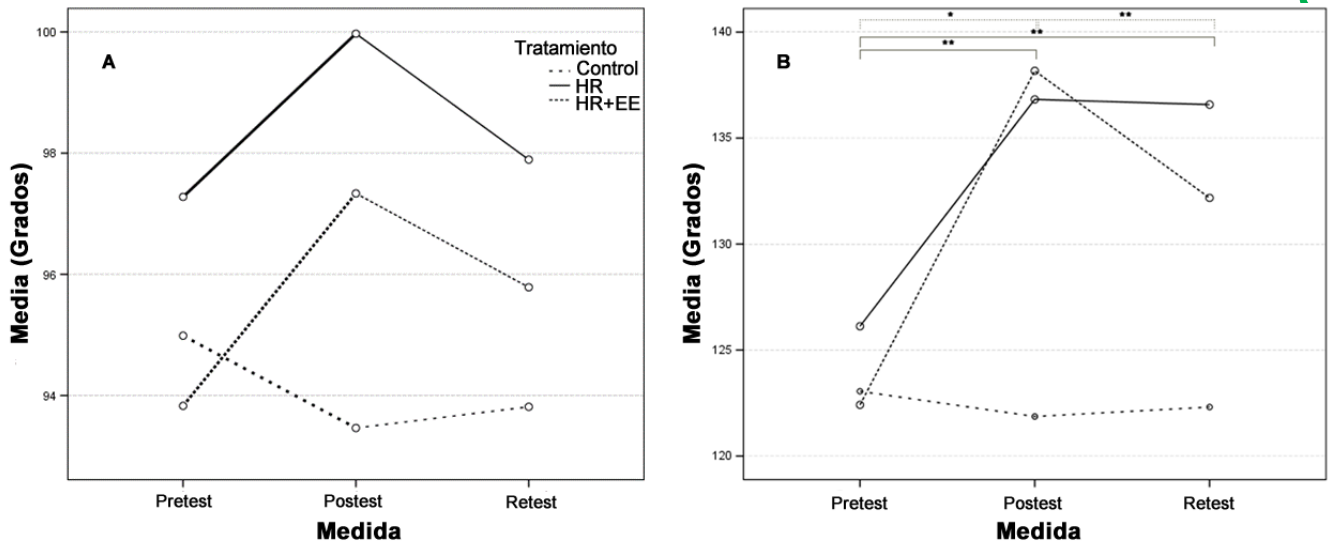 A
Tratamiento
Control
HR
HR+EE
Media (Grados)
100
98
96
94
Pretest
Postest
Retest
Medida
B
*
**
**
**
Media (Grados)
140
135
130
125
120
Pretest
Postest
Retest
Medida